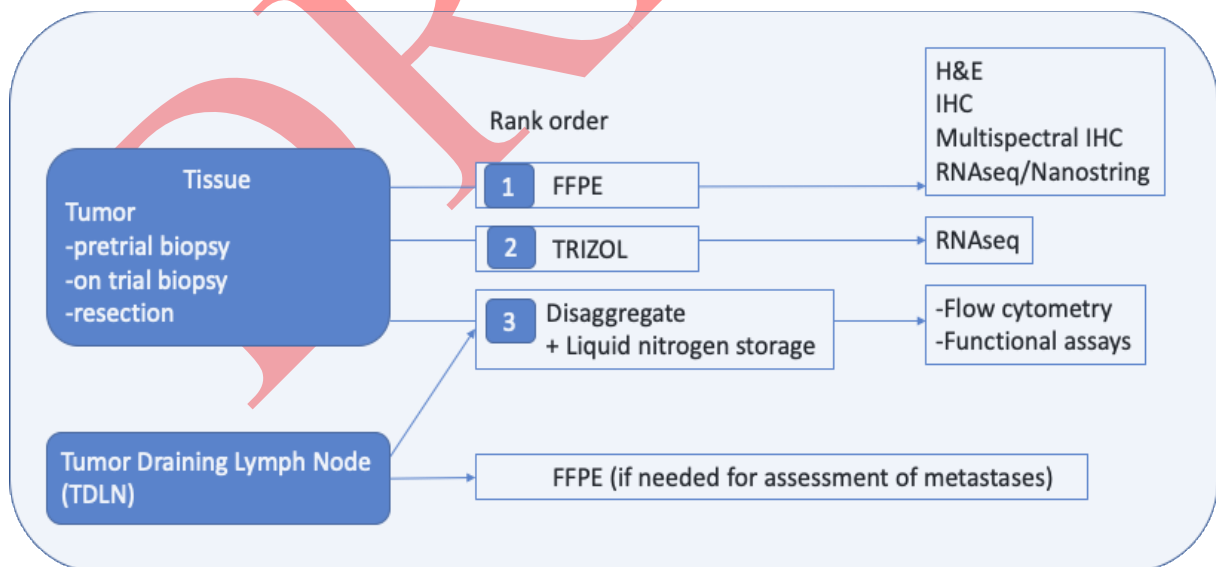 Rank order
Tissue
Tumor
-pretrial biopsy
-on trial biopsy
-resection
1 FFPE
H&E
IHC
Multispectral IHC
RNAseq/Nanostring
2 TRIZOL
RNAseq
3 Disaggregate
+ Liquid nitrogen storage
-Flow cytometry
-Functional assays
Tumor Draining Lymph Node
(TDLN)
FFPE (if needed for assessment of metastases)